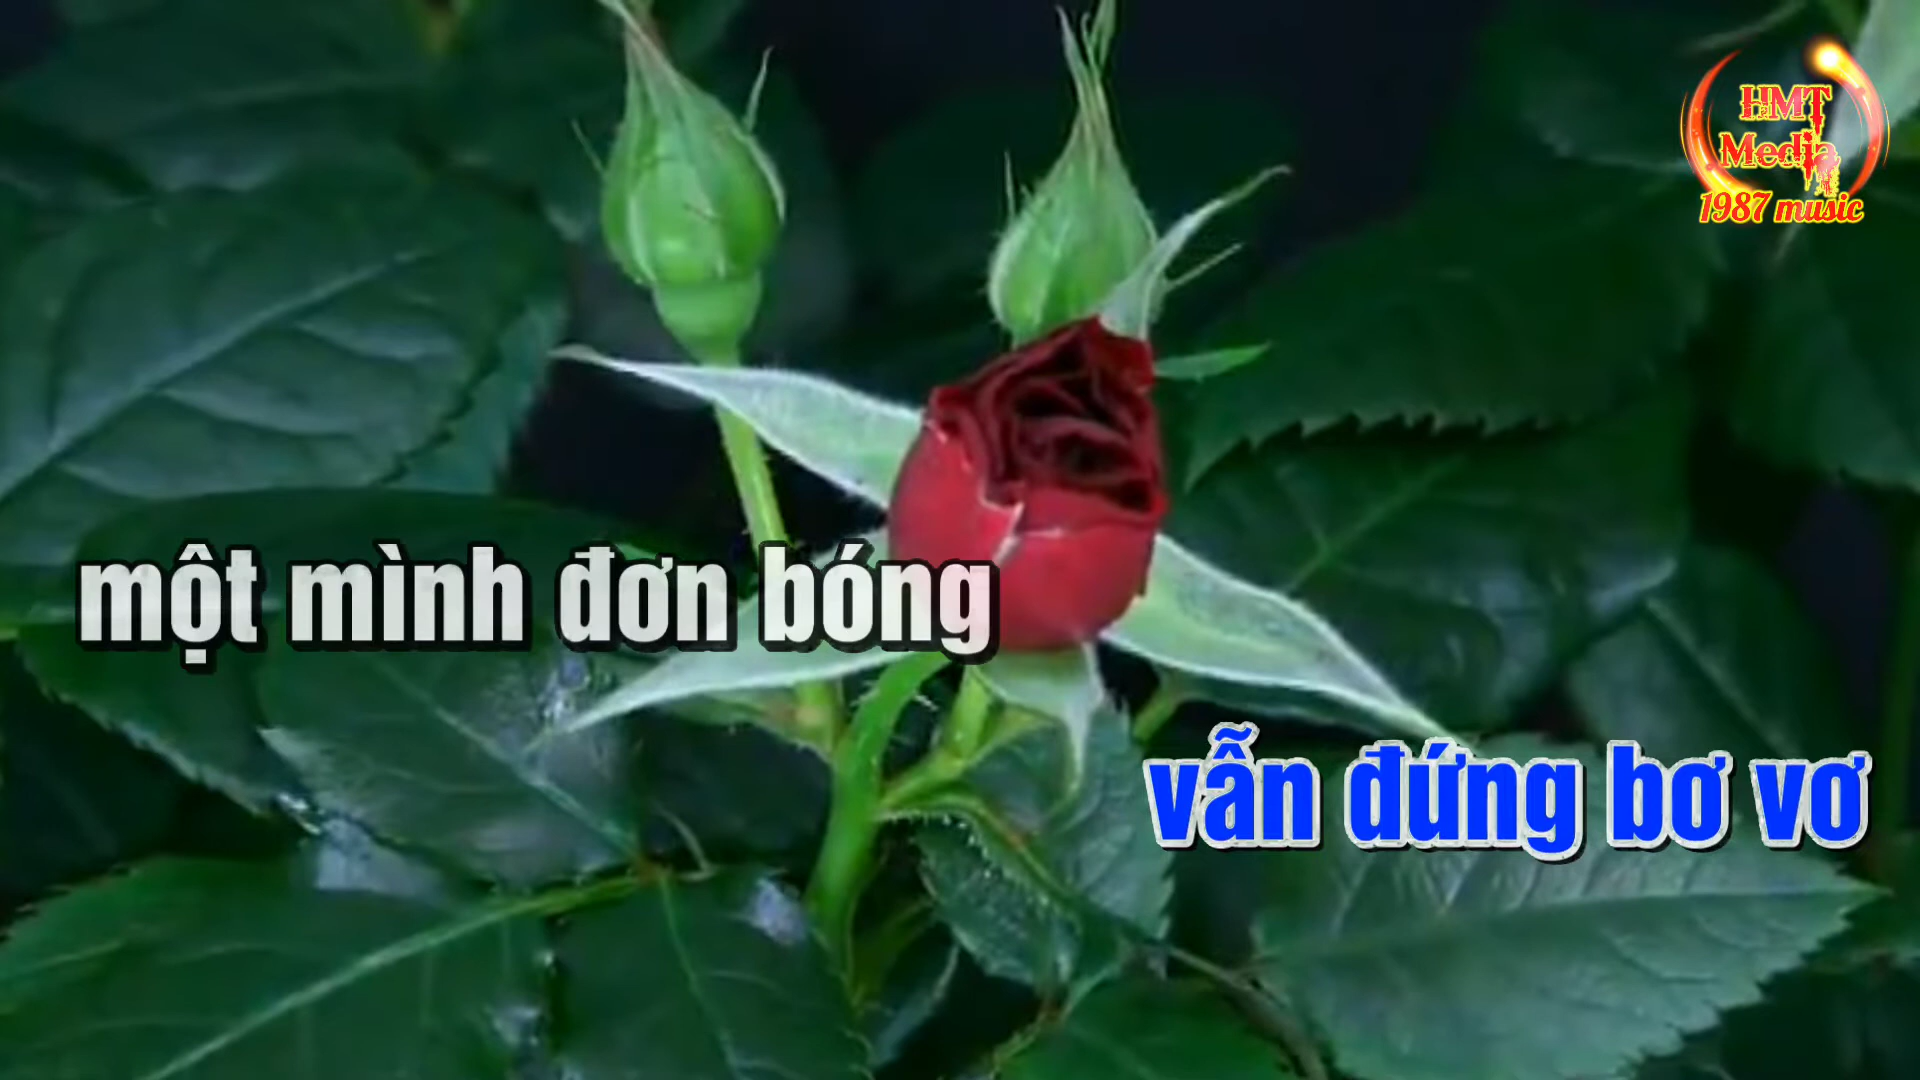 HMT
Media
1987 music
một mình đơn bóng
vẫn đứng bơ vơ